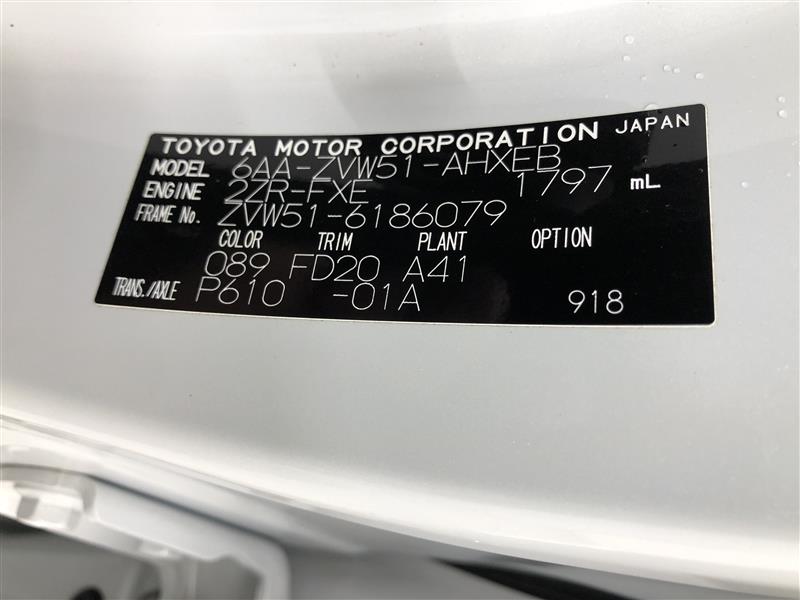 TOYOTA MOTOR CORPORATION JAPAN
MODEL 6AA-ZVW51-AHXEB
ENGINE 2ZR-FXE 1797 mL
FRAME No. ZVW51-6186079
COLOR TRIM PLANT OPTION
089 FD20 A41
TRANS./AXLE P610 -01A 918